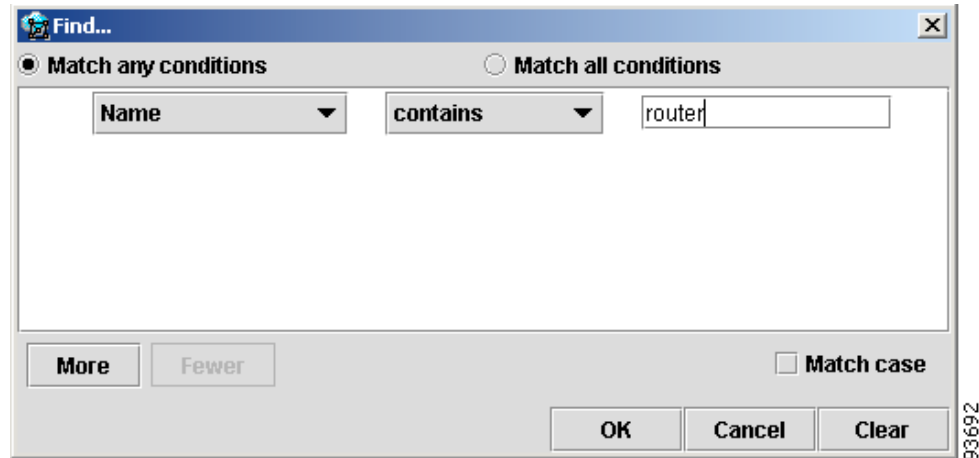 Find...
Match any conditions Match all conditions
Name contains router
More Fewer Match case
OK Cancel Clear
93692